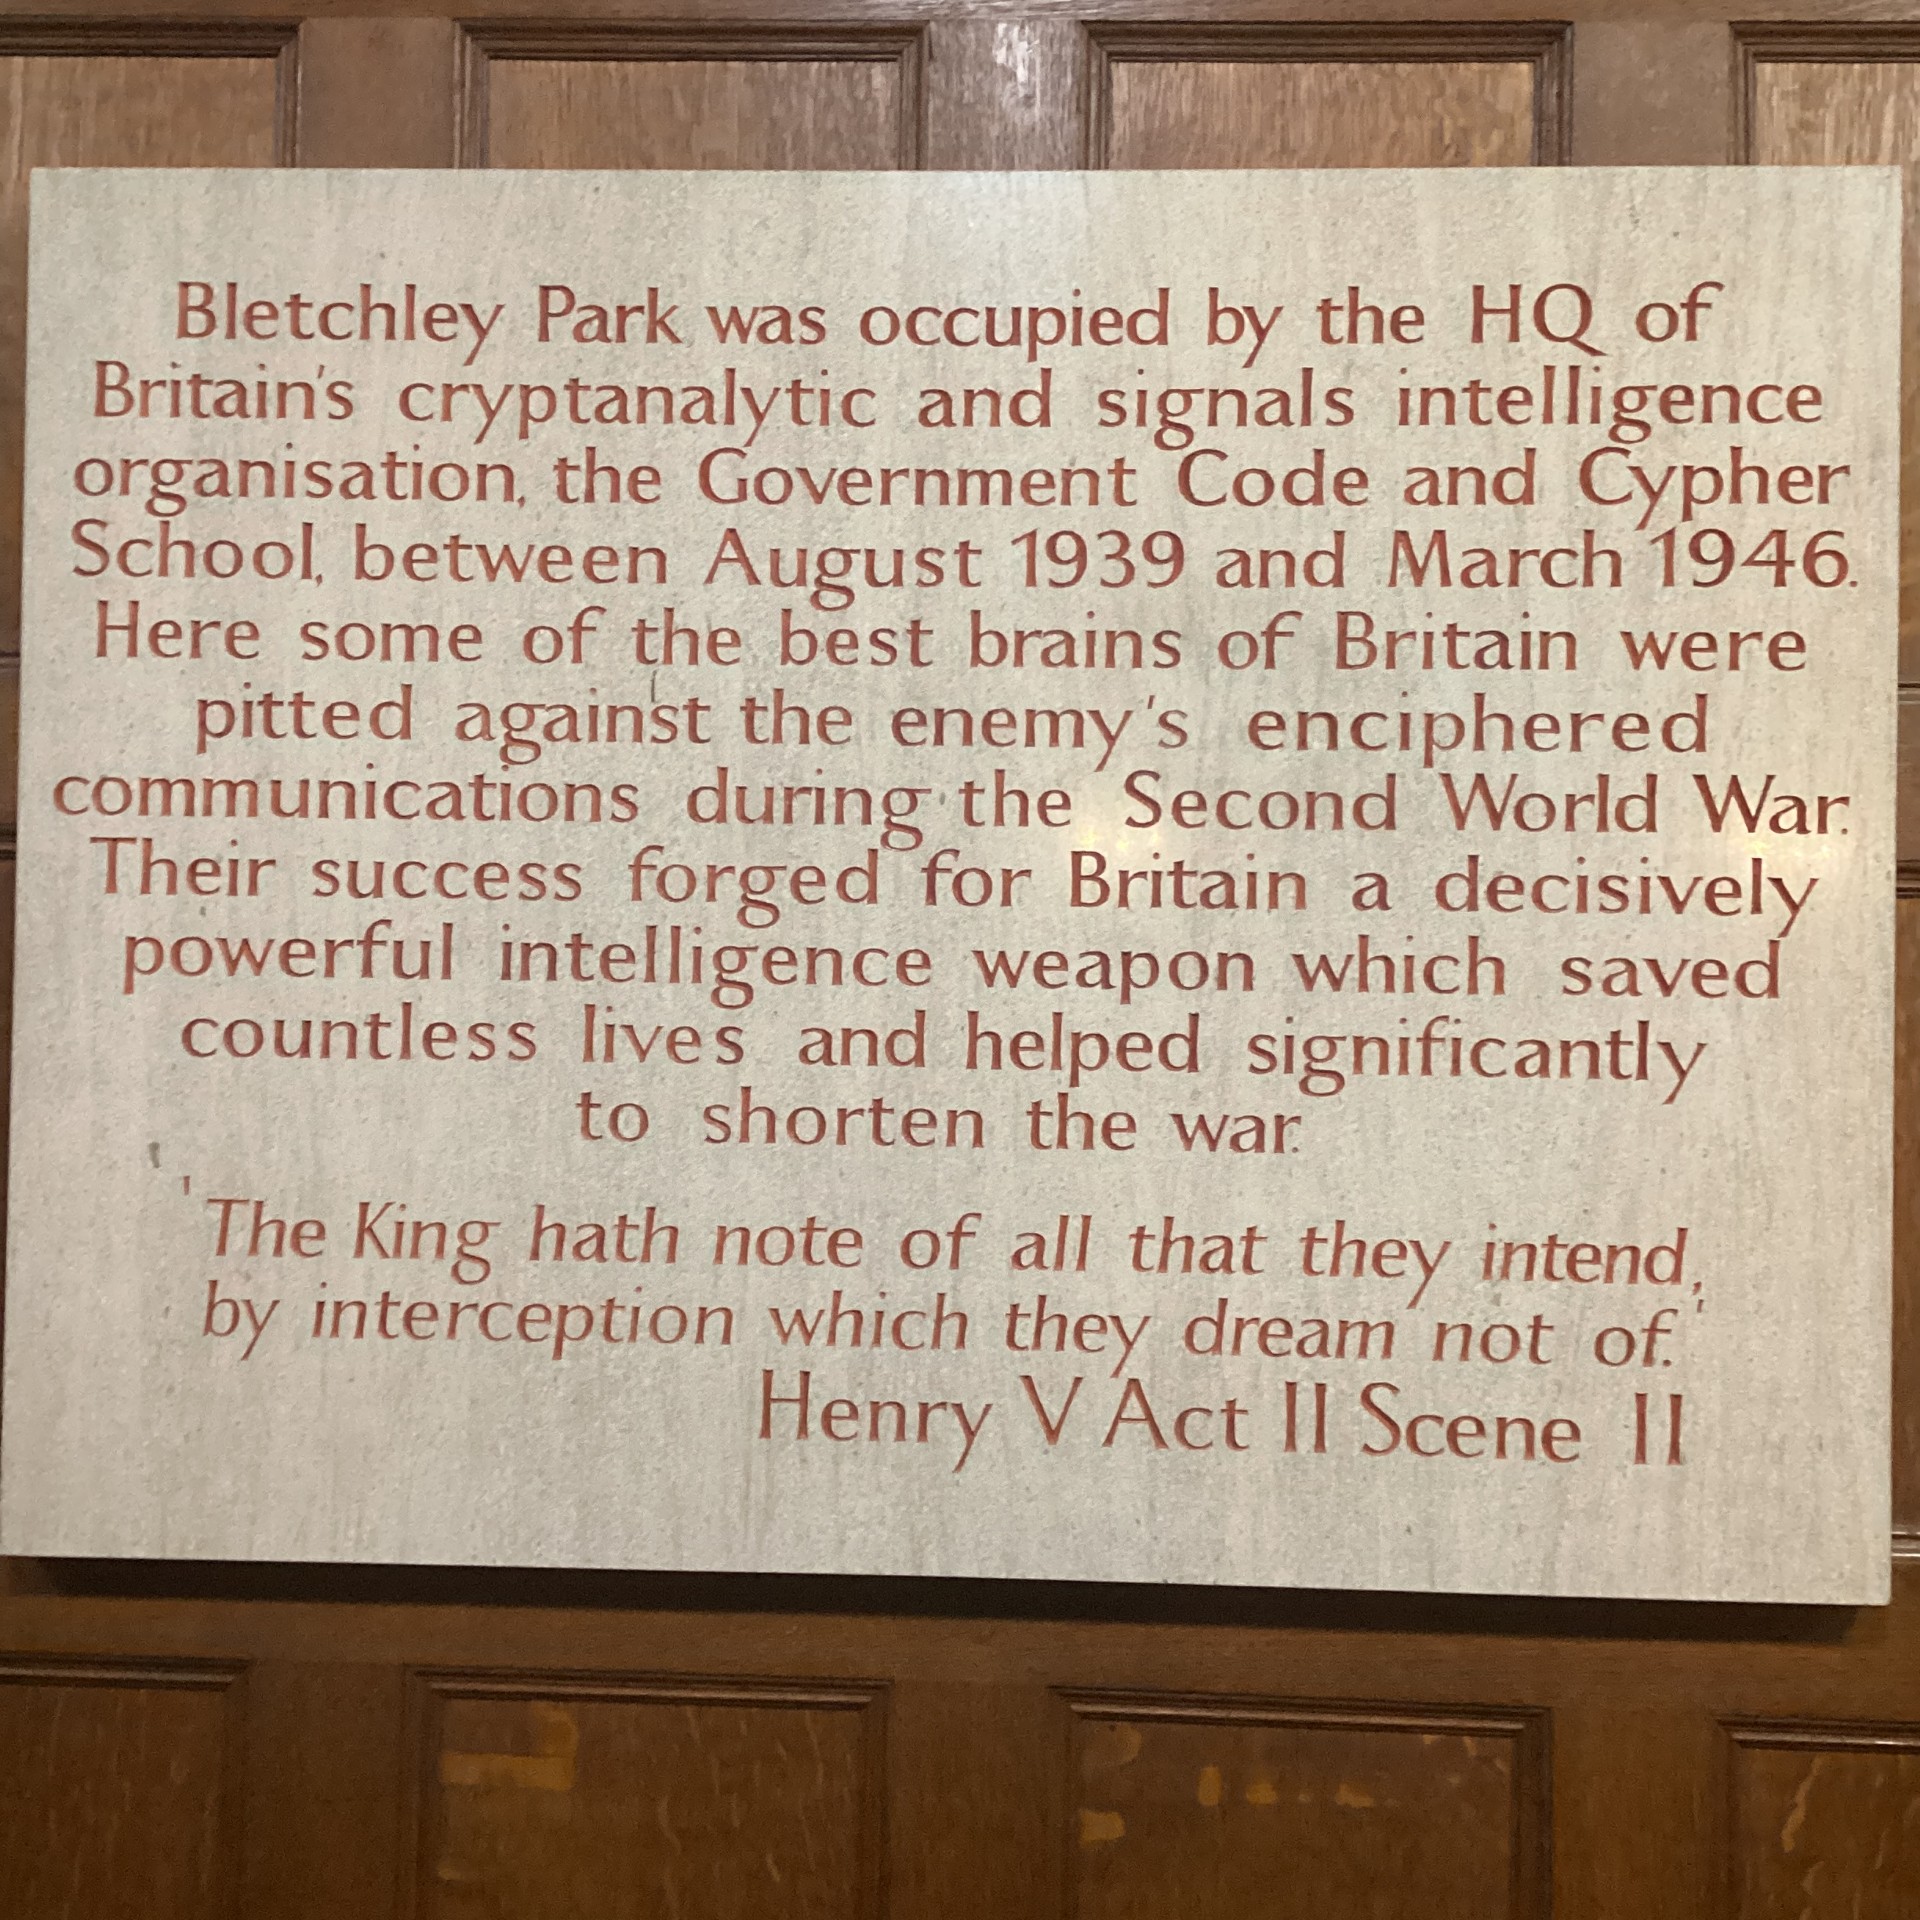 Bletchley Park was occupied by the HQ of
Britain's cryptanalytic and signals intelligence
organisation, the Government Code and Cypher
School, between August 1939 and March 1946.
Here some of the best brains of Britain were
pitted against the enemy's enciphered
communications during the Second World War.
Their success forged for Britain a decisively
powerful intelligence weapon which saved
countless lives and helped significantly
to shorten the war.
'The King hath note of all that they intend,
by interception which they dream not of.'
Henry V Act II Scene II